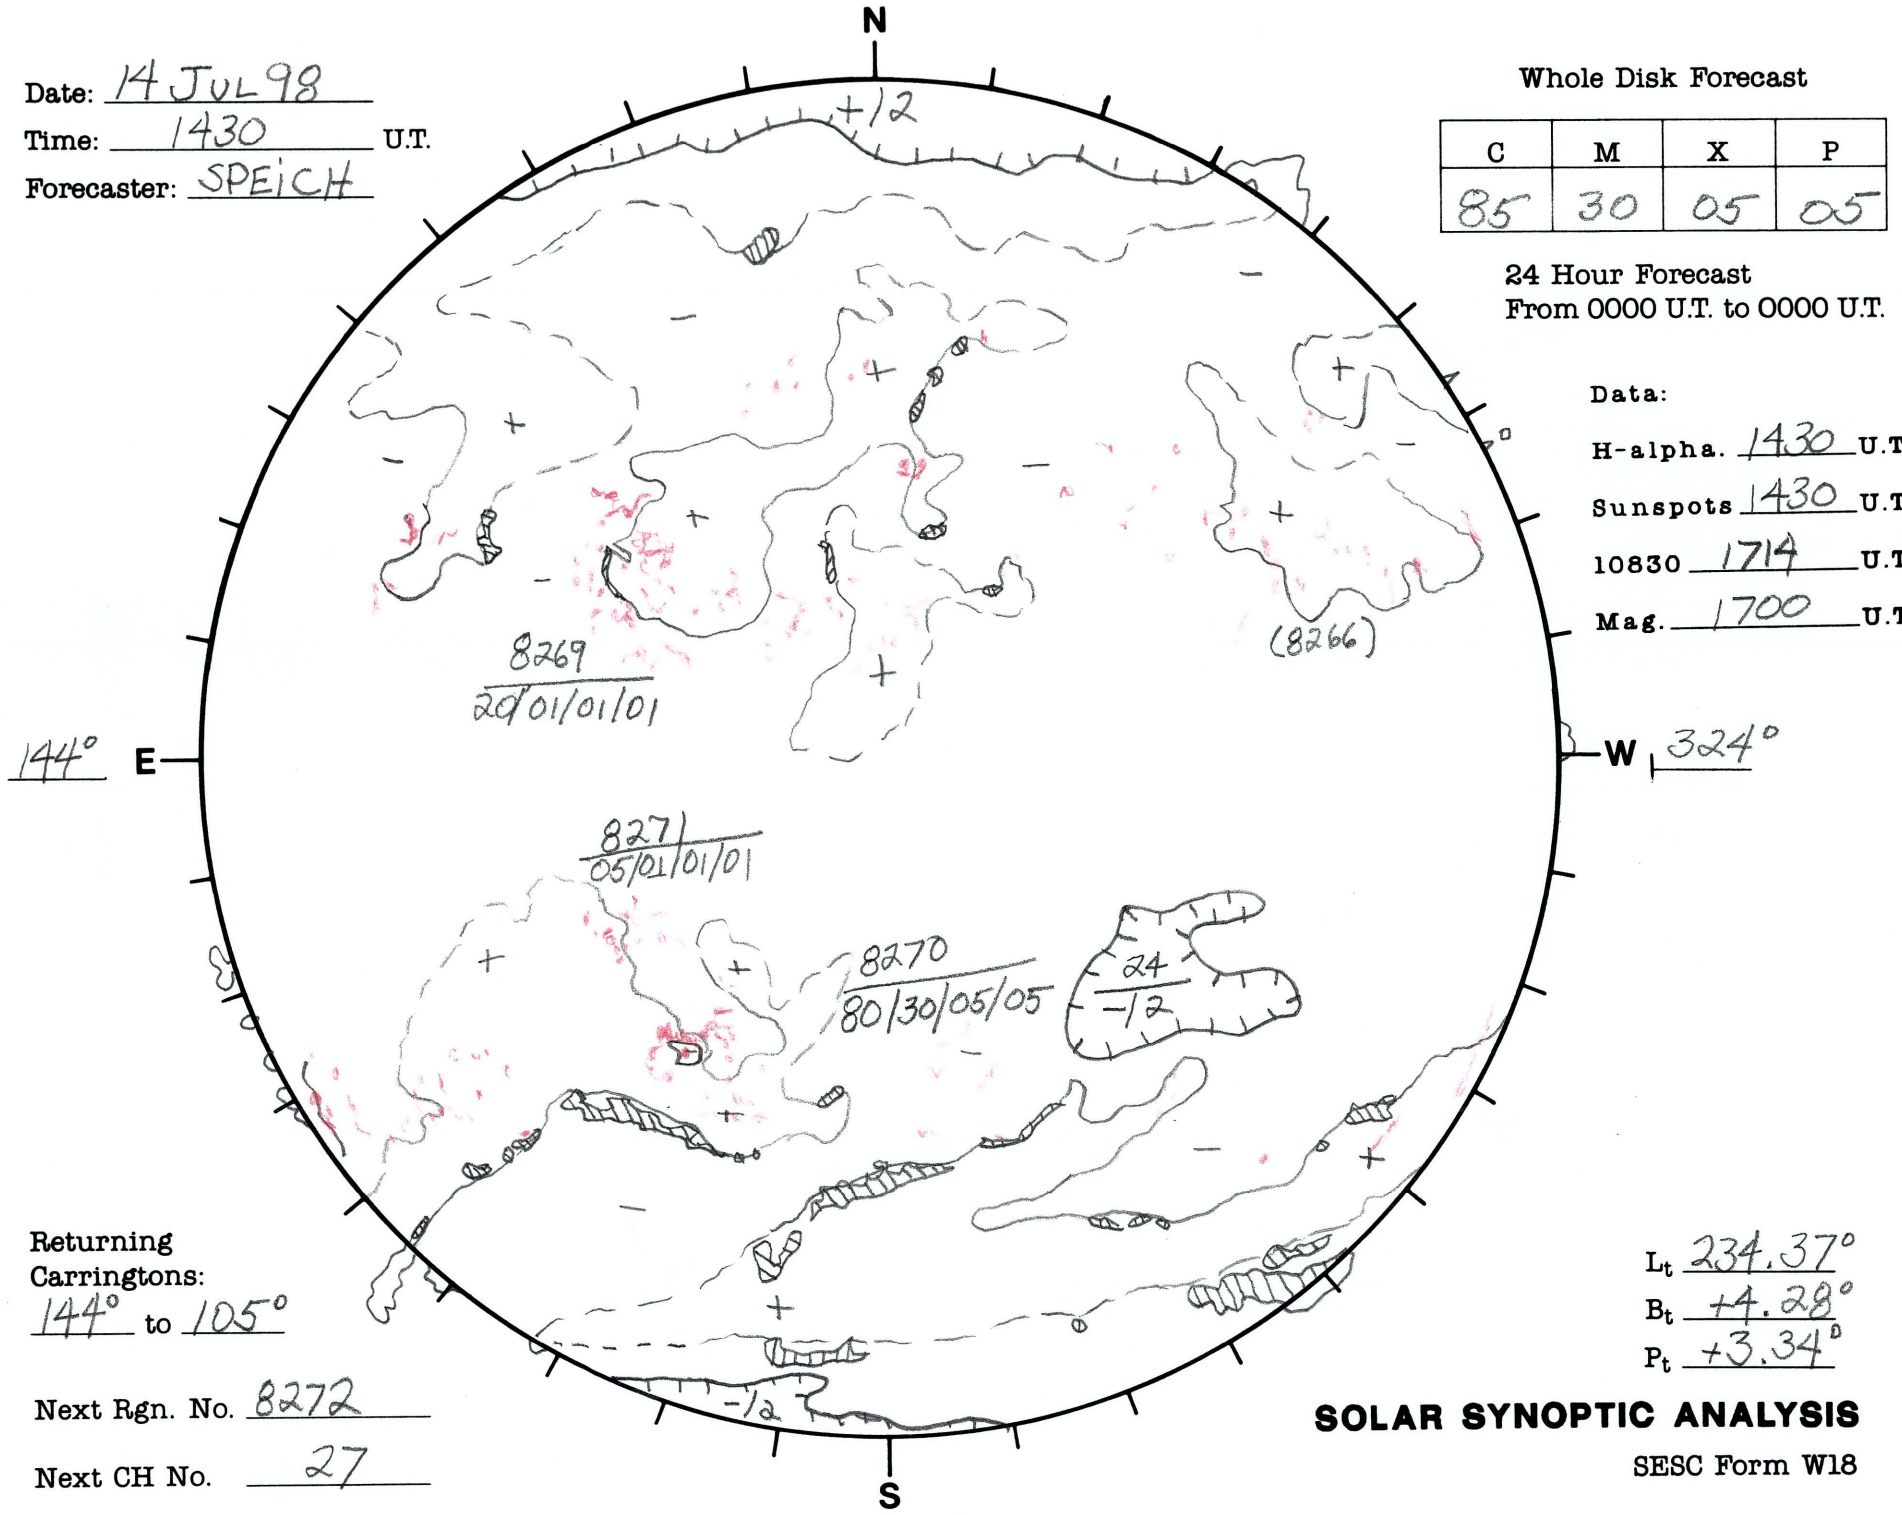 N
Date: 14 JUL 98
Time: 1430 U.T.
Forecaster: SPEICH
Whole Disk Forecast
C M X P
85 30 05 05
24 Hour Forecast
From 0000 U.T. to 0000 U.T.
Data:
H-alpha. 1430 U.T
Sunspots 1430 U.T
10830 1714 U.T
Mag. 1700 U.T
+12
+
-
-
+
+
-
+
-
-
+
-
+
-
+
(8266)
8269
20/01/01/01
144° E
W 324°
8271
05/01/01/01
+
+
8270
80/30/05/05
24
-12
-
+
-
+
-
+
-12
Returning
Carringtons:
144° to 105°
Next Rgn. No. 8272
Next CH No. 27
S
Lt 234.37°
Bt +4.28°
Pt +3.34°
SOLAR SYNOPTIC ANALYSIS
SESC Form W18